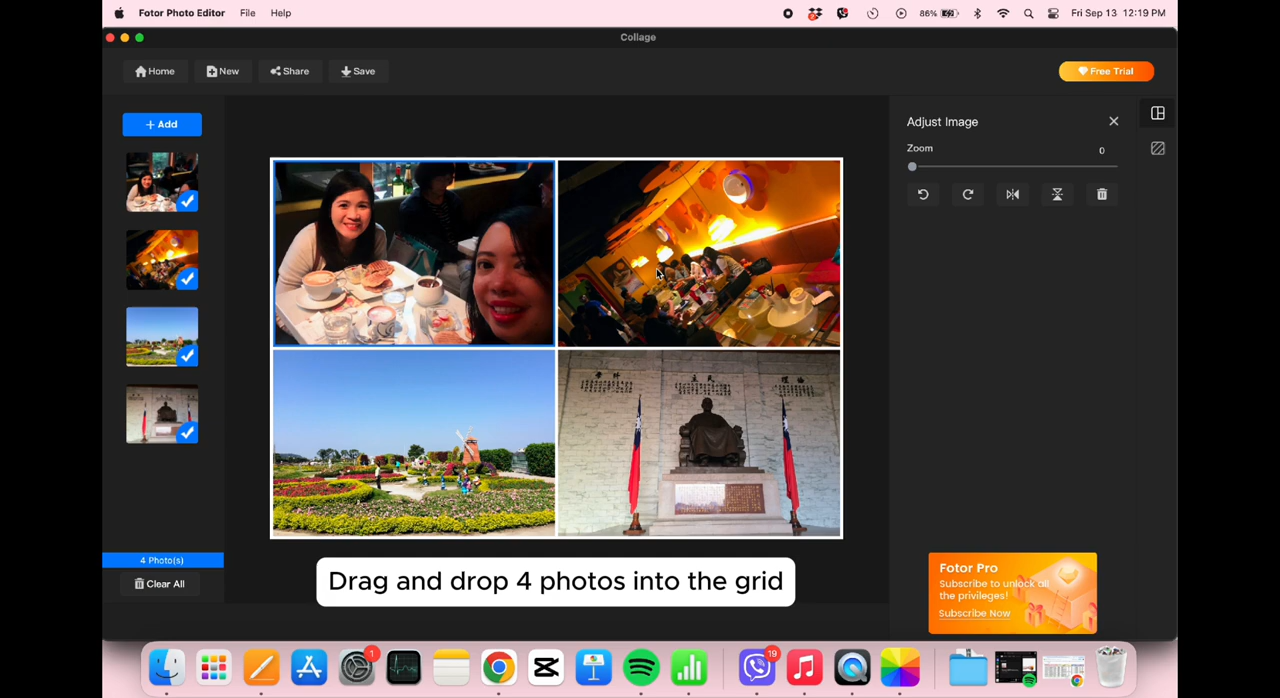 Fotor Photo Editor File Help 86% Fri Sep 13 12:19 PM
Collage
Home New Share Save Free Trial
+ Add
Adjust Image
Zoom 0
4 Photo(s)
Clear All
Drag and drop 4 photos into the grid
Fotor Pro
Subscribe to unlock all
the privileges!
Subscribe Now
1
19